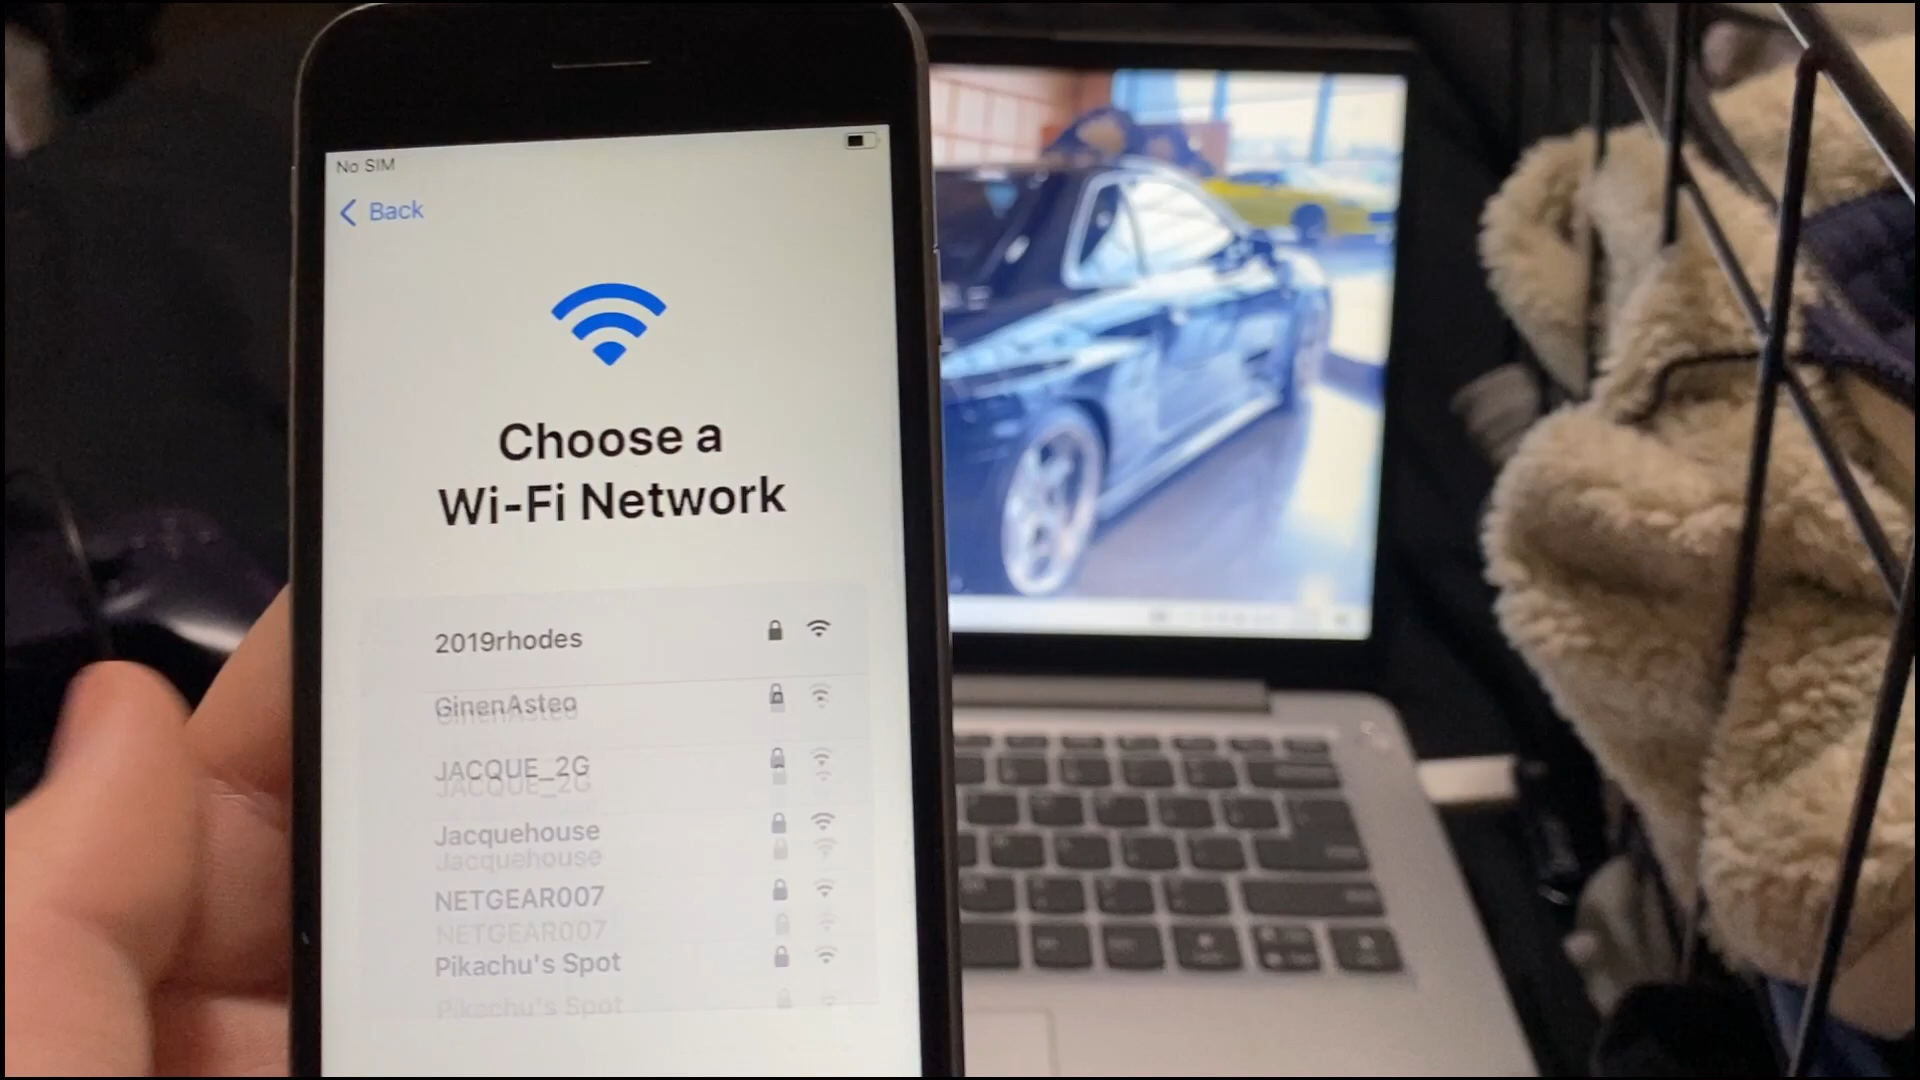 No SIM
Back
Choose a
Wi-Fi Network
2019rhodes
GinenAsteo
JACQUE_2G
Jacquehouse
NETGEAR007
Pikachu's Spot